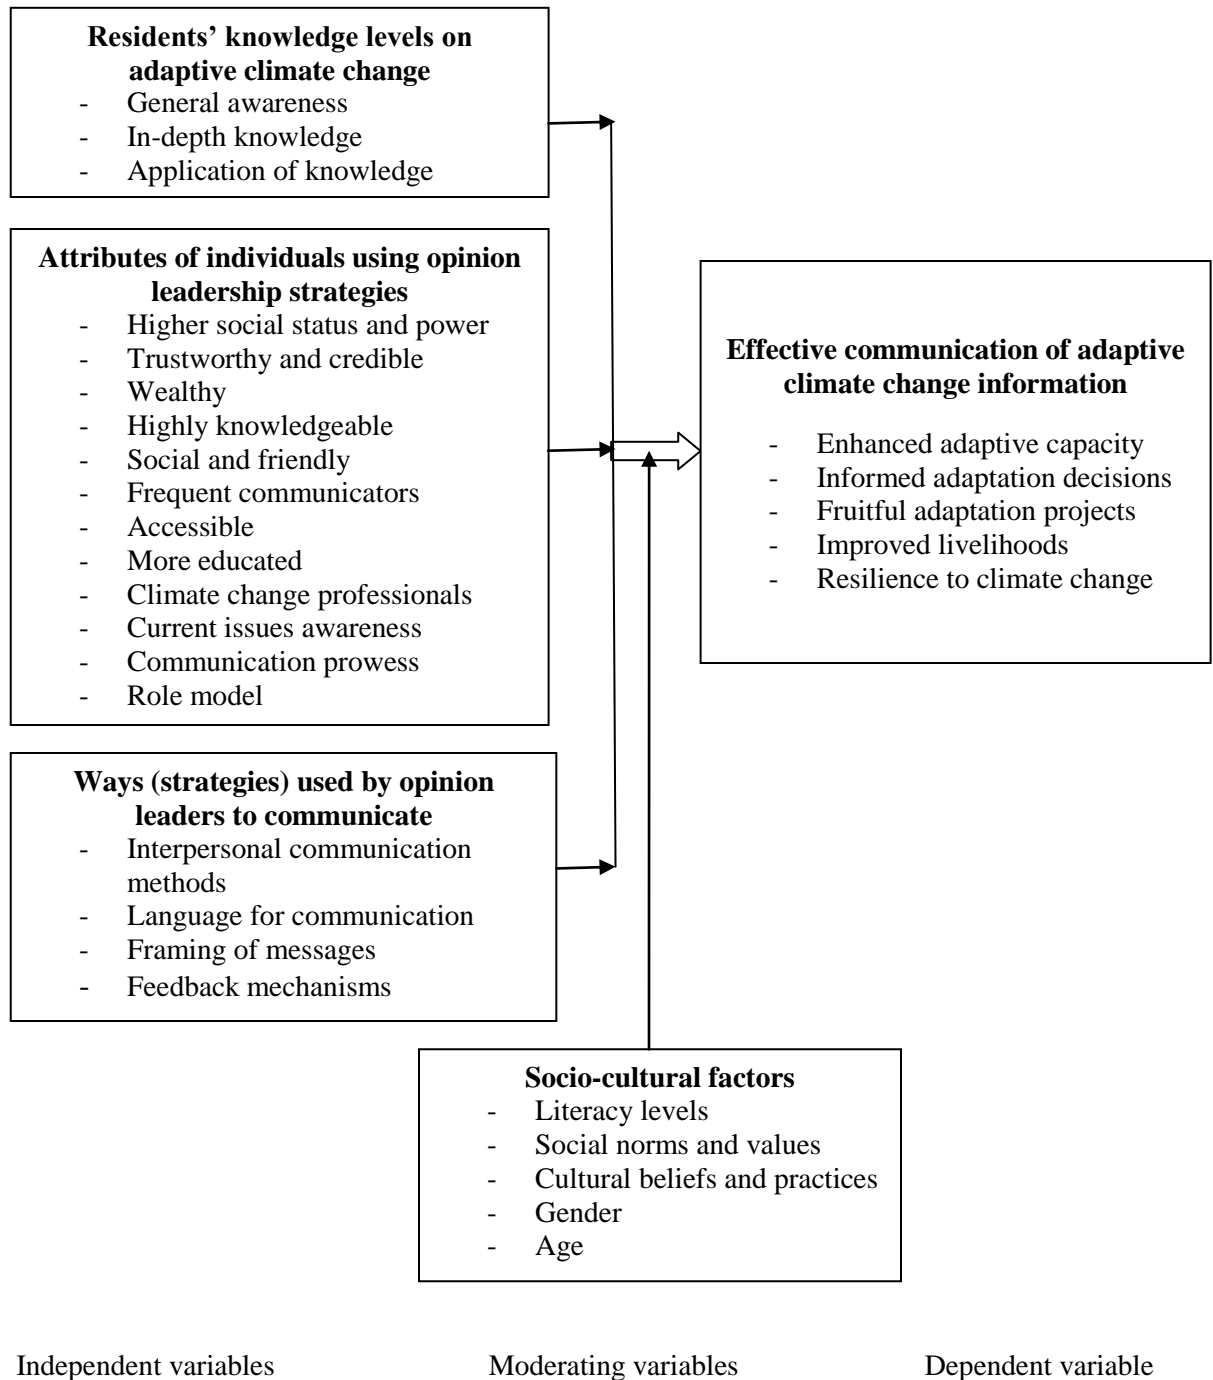 Residents’ knowledge levels on
adaptive climate change
- General awareness
- In-depth knowledge
- Application of knowledge
Attributes of individuals using opinion
leadership strategies
- Higher social status and power
- Trustworthy and credible
- Wealthy
- Highly knowledgeable
- Social and friendly
- Frequent communicators
- Accessible
- More educated
- Climate change professionals
- Current issues awareness
- Communication prowess
- Role model
Ways (strategies) used by opinion
leaders to communicate
- Interpersonal communication
methods
- Language for communication
- Framing of messages
- Feedback mechanisms
Effective communication of adaptive
climate change information
- Enhanced adaptive capacity
- Informed adaptation decisions
- Fruitful adaptation projects
- Improved livelihoods
- Resilience to climate change
Socio-cultural factors
- Literacy levels
- Social norms and values
- Cultural beliefs and practices
- Gender
- Age
Independent variables
Moderating variables
Dependent variable